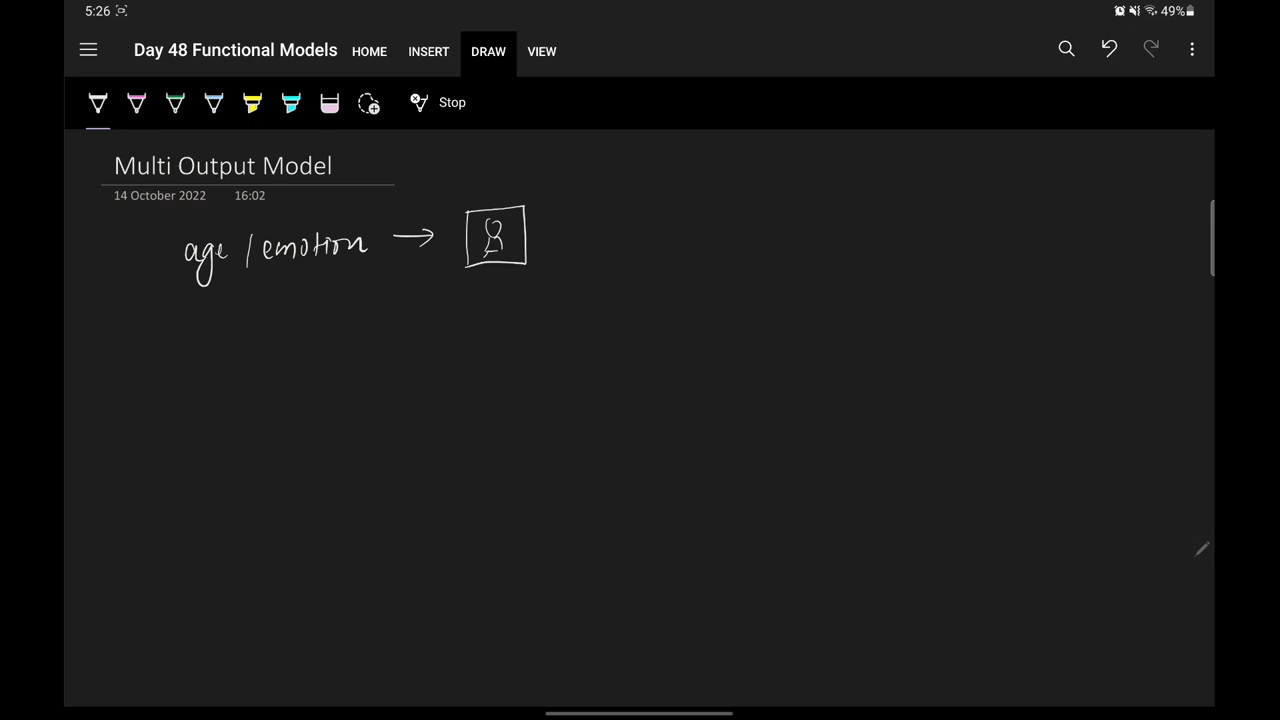 5:26 49%
Day 48 Functional Models HOME INSERT DRAW VIEW
Stop
Multi Output Model
14 October 2022 16:02
age / emotion →